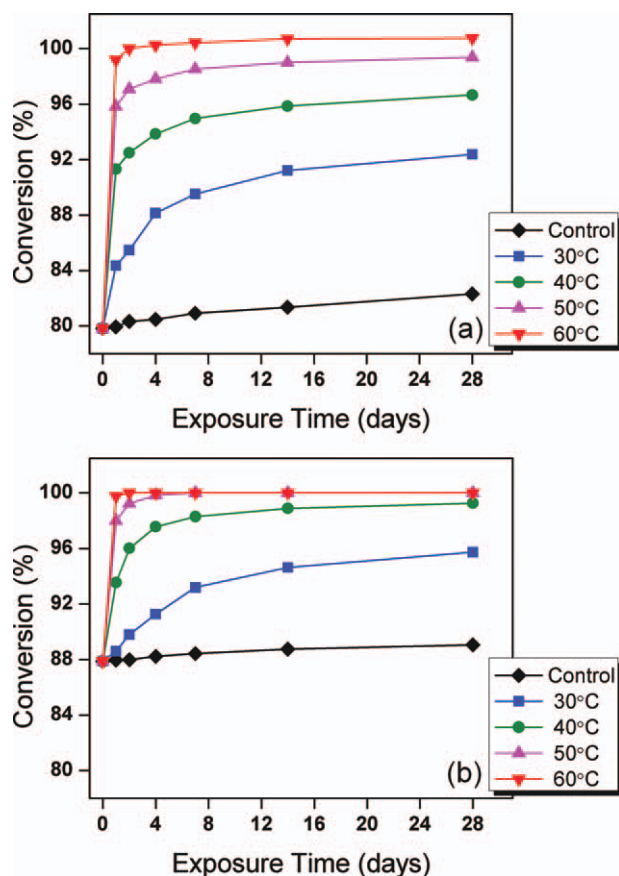 100
96
92
88
84
80
Conversion (%)
Control
30°C
40°C
50°C
60°C
(a)
0 4 8 12 16 20 24 28
Exposure Time (days)
100
96
92
88
84
80
Conversion (%)
Control
30°C
40°C
50°C
60°C
(b)
0 4 8 12 16 20 24 28
Exposure Time (days)